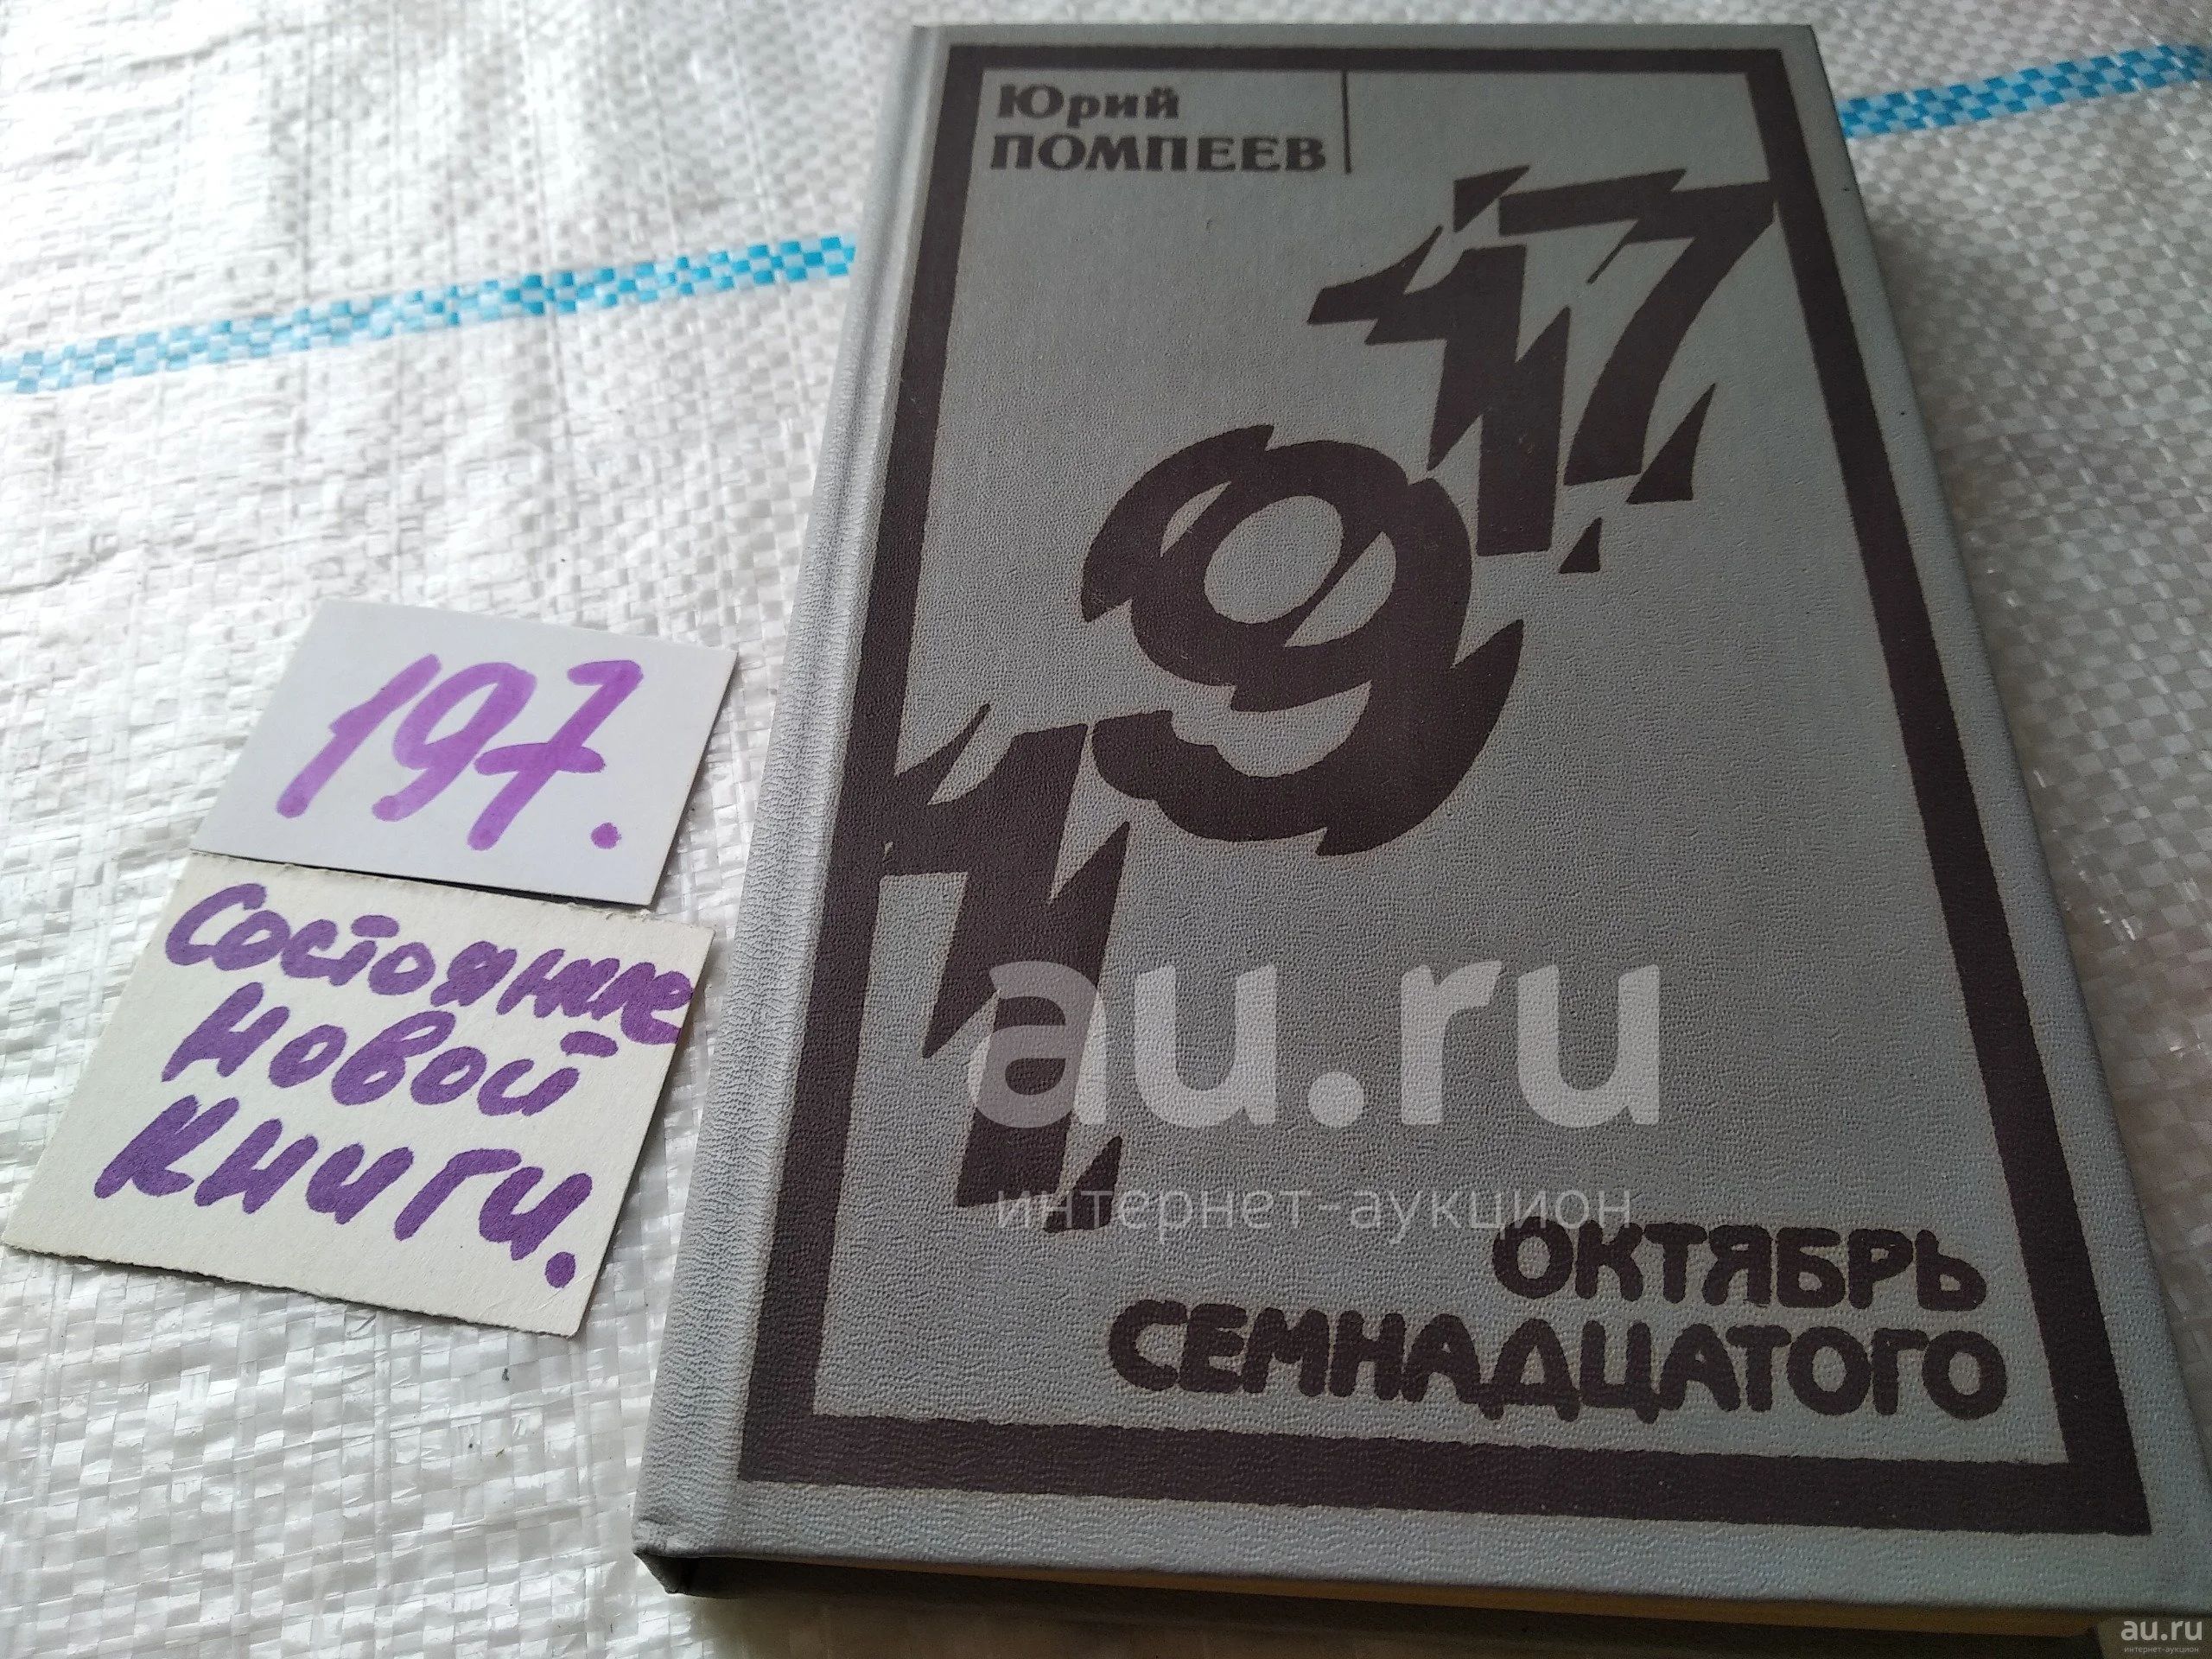 Юрий
ПОМПЕЕВ
1917
ОКТЯБРЬ
СЕМНАДЦАТОГО
197.
Состояние
новой
книги.
au.ru
интернет-аукцион
au.ru
интернет-аукцион